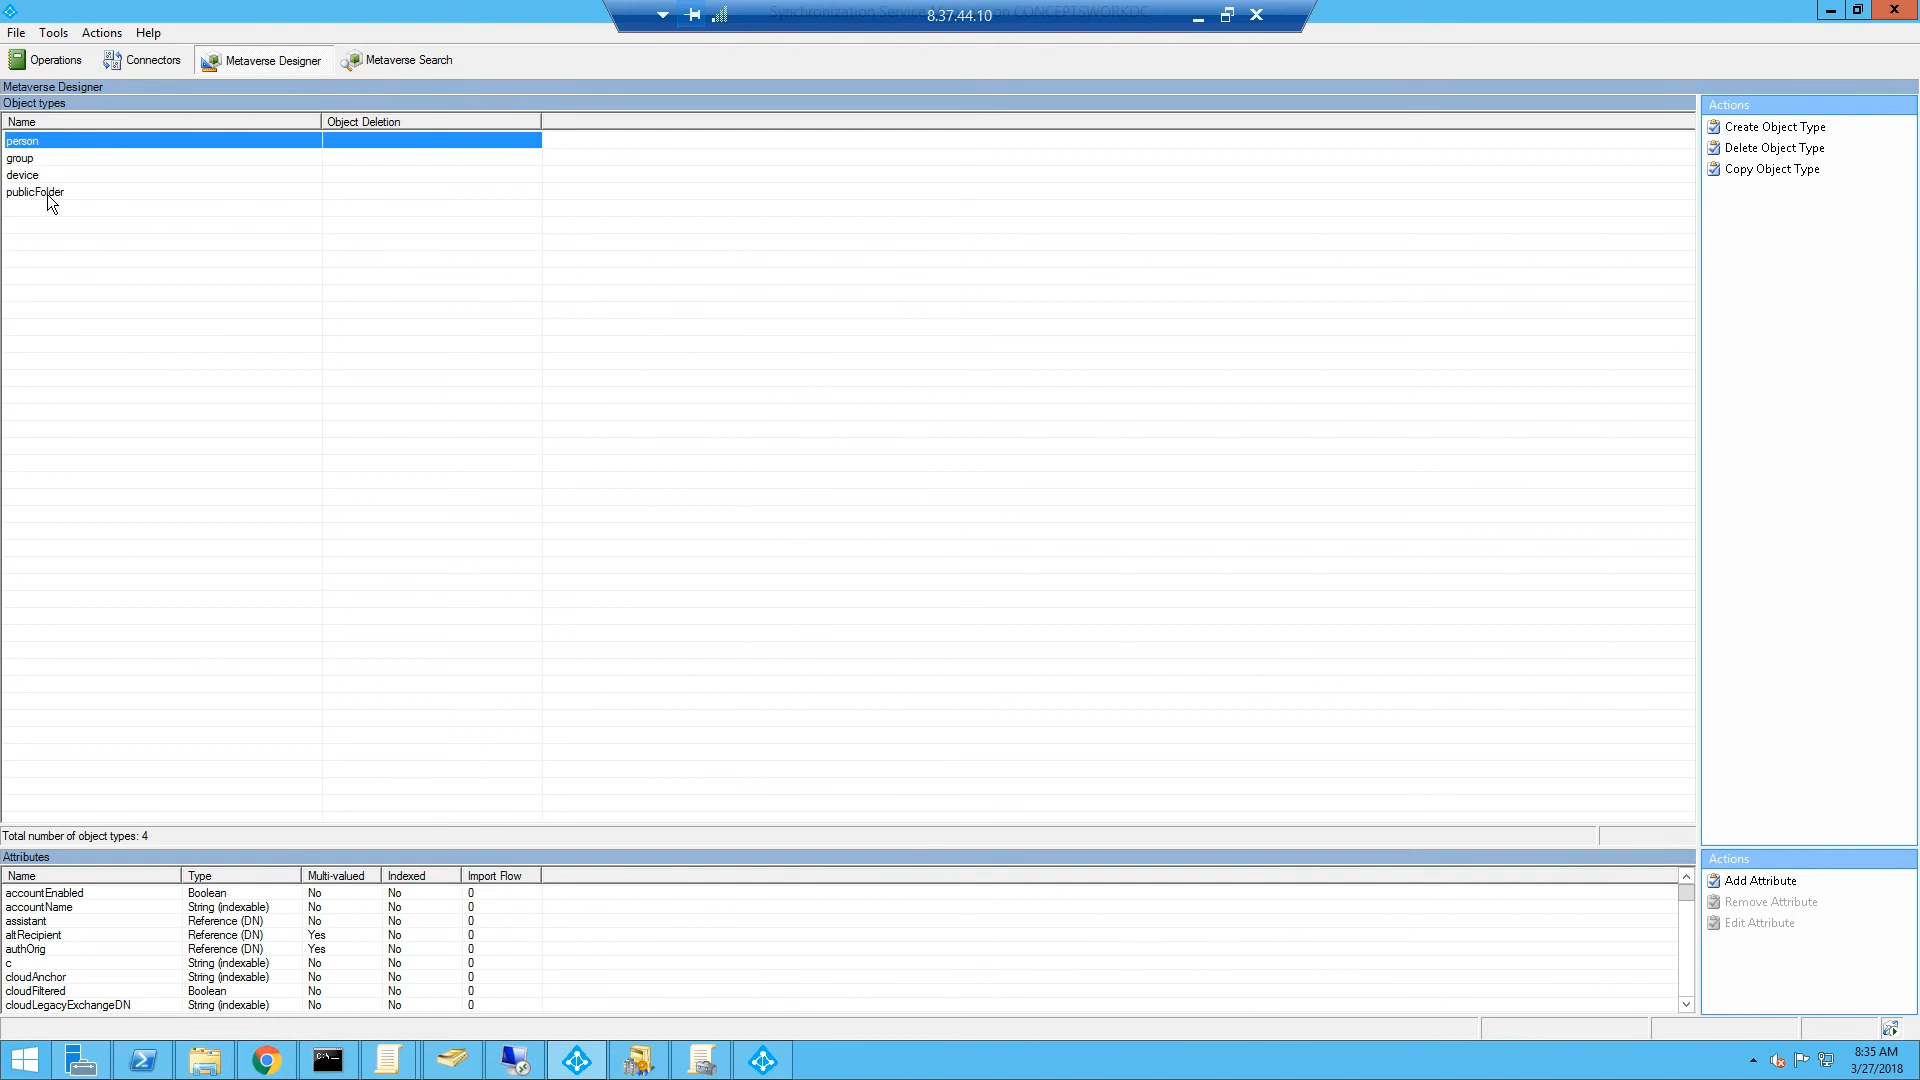 Synchronization Service 8.37.44.10 on CONCEPTSWORKDC
File Tools Actions Help
Operations Connectors Metaverse Designer Metaverse Search
Metaverse Designer
Object types
Name Object Deletion
person
group
device
publicFolder
Total number of object types: 4
Actions
Create Object Type
Delete Object Type
Copy Object Type
Attributes
Name Type Multi-valued Indexed Import Flow
accountEnabled Boolean No No 0
accountName String (indexable) No No 0
assistant Reference (DN) No No 0
altRecipient Reference (DN) Yes No 0
authOrig Reference (DN) Yes No 0
c String (indexable) No No 0
cloudAnchor String (indexable) No No 0
cloudFiltered Boolean No No 0
cloudLegacyExchangeDN String (indexable) No No 0
Actions
Add Attribute
Remove Attribute
Edit Attribute
8:35 AM
3/27/2018